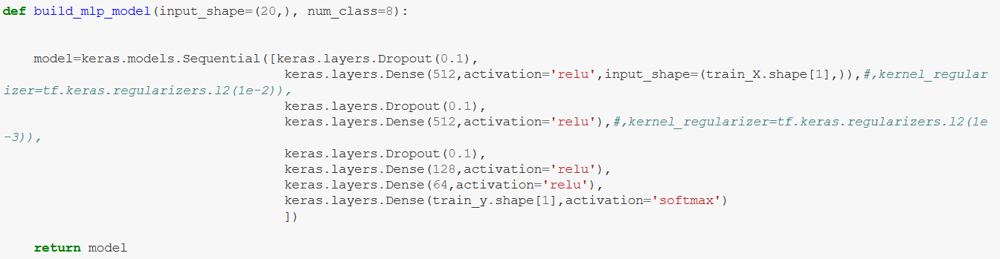 def build_mlp_model(input_shape=(20,), num_class=8):
model=keras.models.Sequential([keras.layers.Dropout(0.1),
keras.layers.Dense(512,activation='relu',input_shape=(train_X.shape[1],)),#,kernel_regular
izer=tf.keras.regularizers.l2(1e-2)),
keras.layers.Dropout(0.1),
keras.layers.Dense(512,activation='relu'),#,kernel_regularizer=tf.keras.regularizers.l2(1e
-3)),
keras.layers.Dropout(0.1),
keras.layers.Dense(128,activation='relu'),
keras.layers.Dense(64,activation='relu'),
keras.layers.Dense(train_y.shape[1],activation='softmax')
])
return model